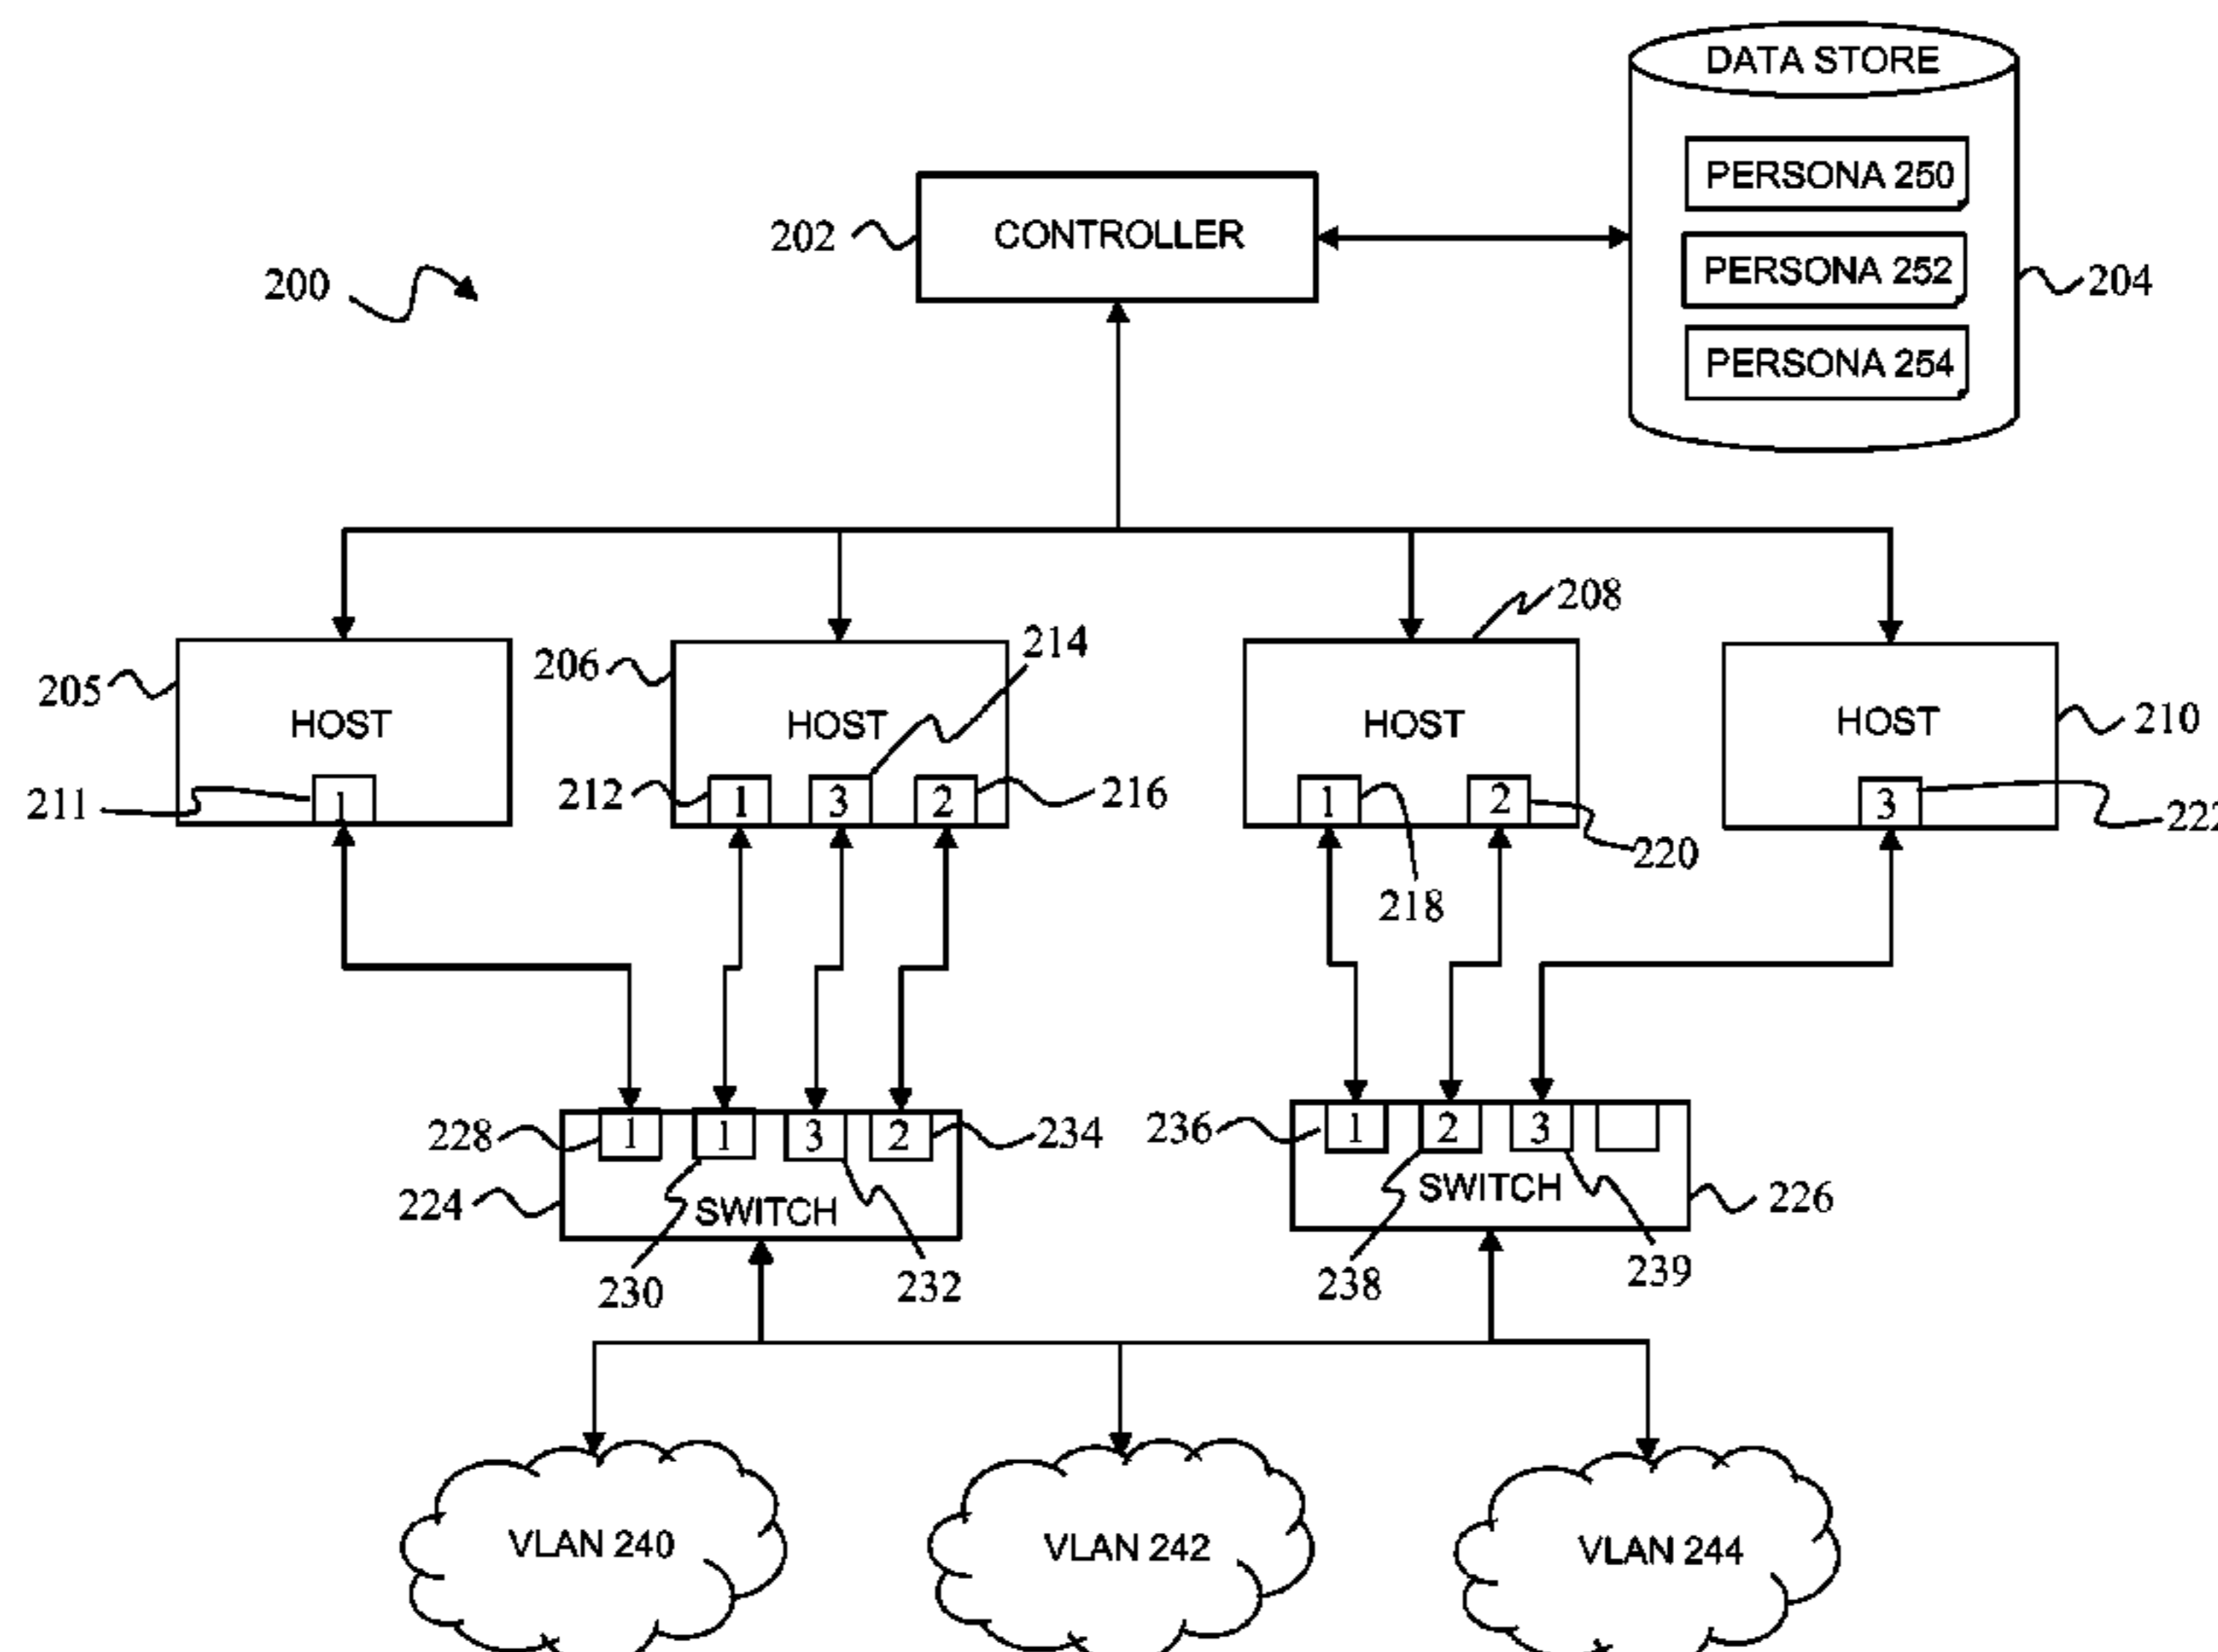 DATA STORE
PERSONA 250
PERSONA 252
PERSONA 254
204
202
CONTROLLER
200
208
214
206
205
HOST
HOST
HOST
HOST
210
211
1
212
1
3
2
216
1
2
3
222
220
218
228
1
1
3
2
234
236
1
2
3
224
SWITCH
SWITCH
226
230
232
238
239
VLAN 240
VLAN 242
VLAN 244